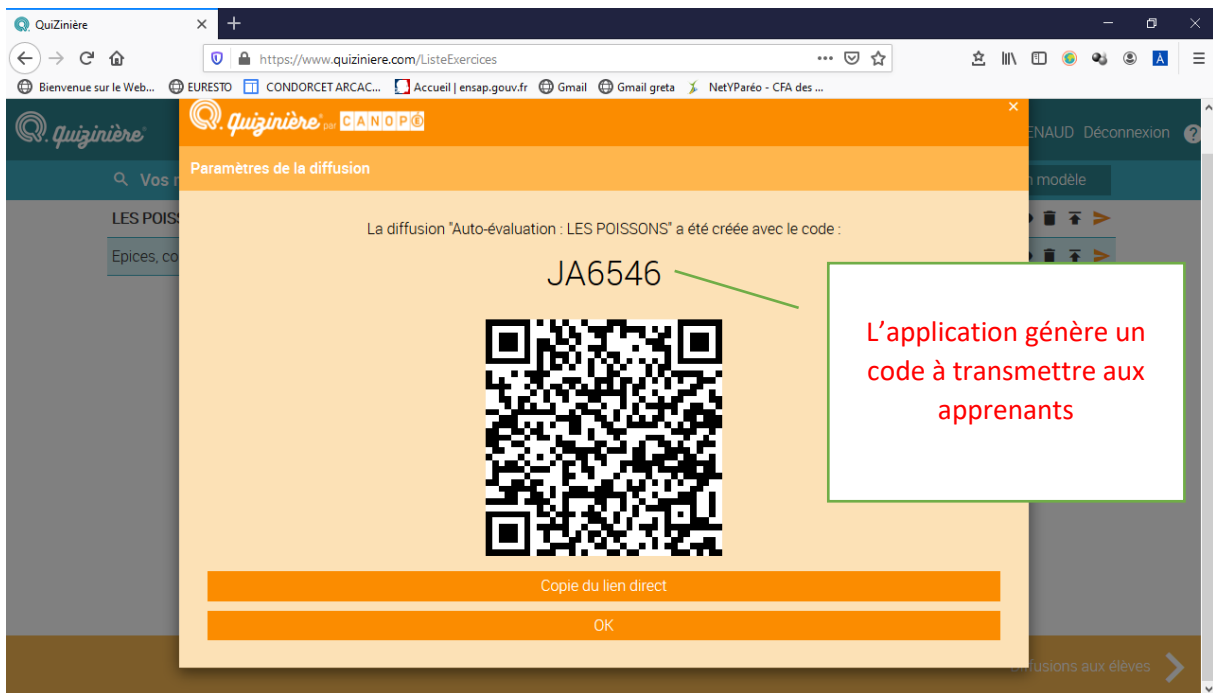 QuiZinière
https://www.quiziniere.com/ListeExercices
Bienvenue sur le Web... EURESTO CONDORCET ARCAC... Accueil | ensap.gouv.fr Gmail Gmail greta NetYParéo - CFA des ...
Quizinière Quizinière par CANOPÉ ENAUD Déconnexion
Vos Paramètres de la diffusion modèle
LES POISS
La diffusion "Auto-évaluation : LES POISSONS" a été créée avec le code :
Epices, co
JA6546
L'application génère un
code à transmettre aux
apprenants
Copie du lien direct
OK
Diffusions aux élèves